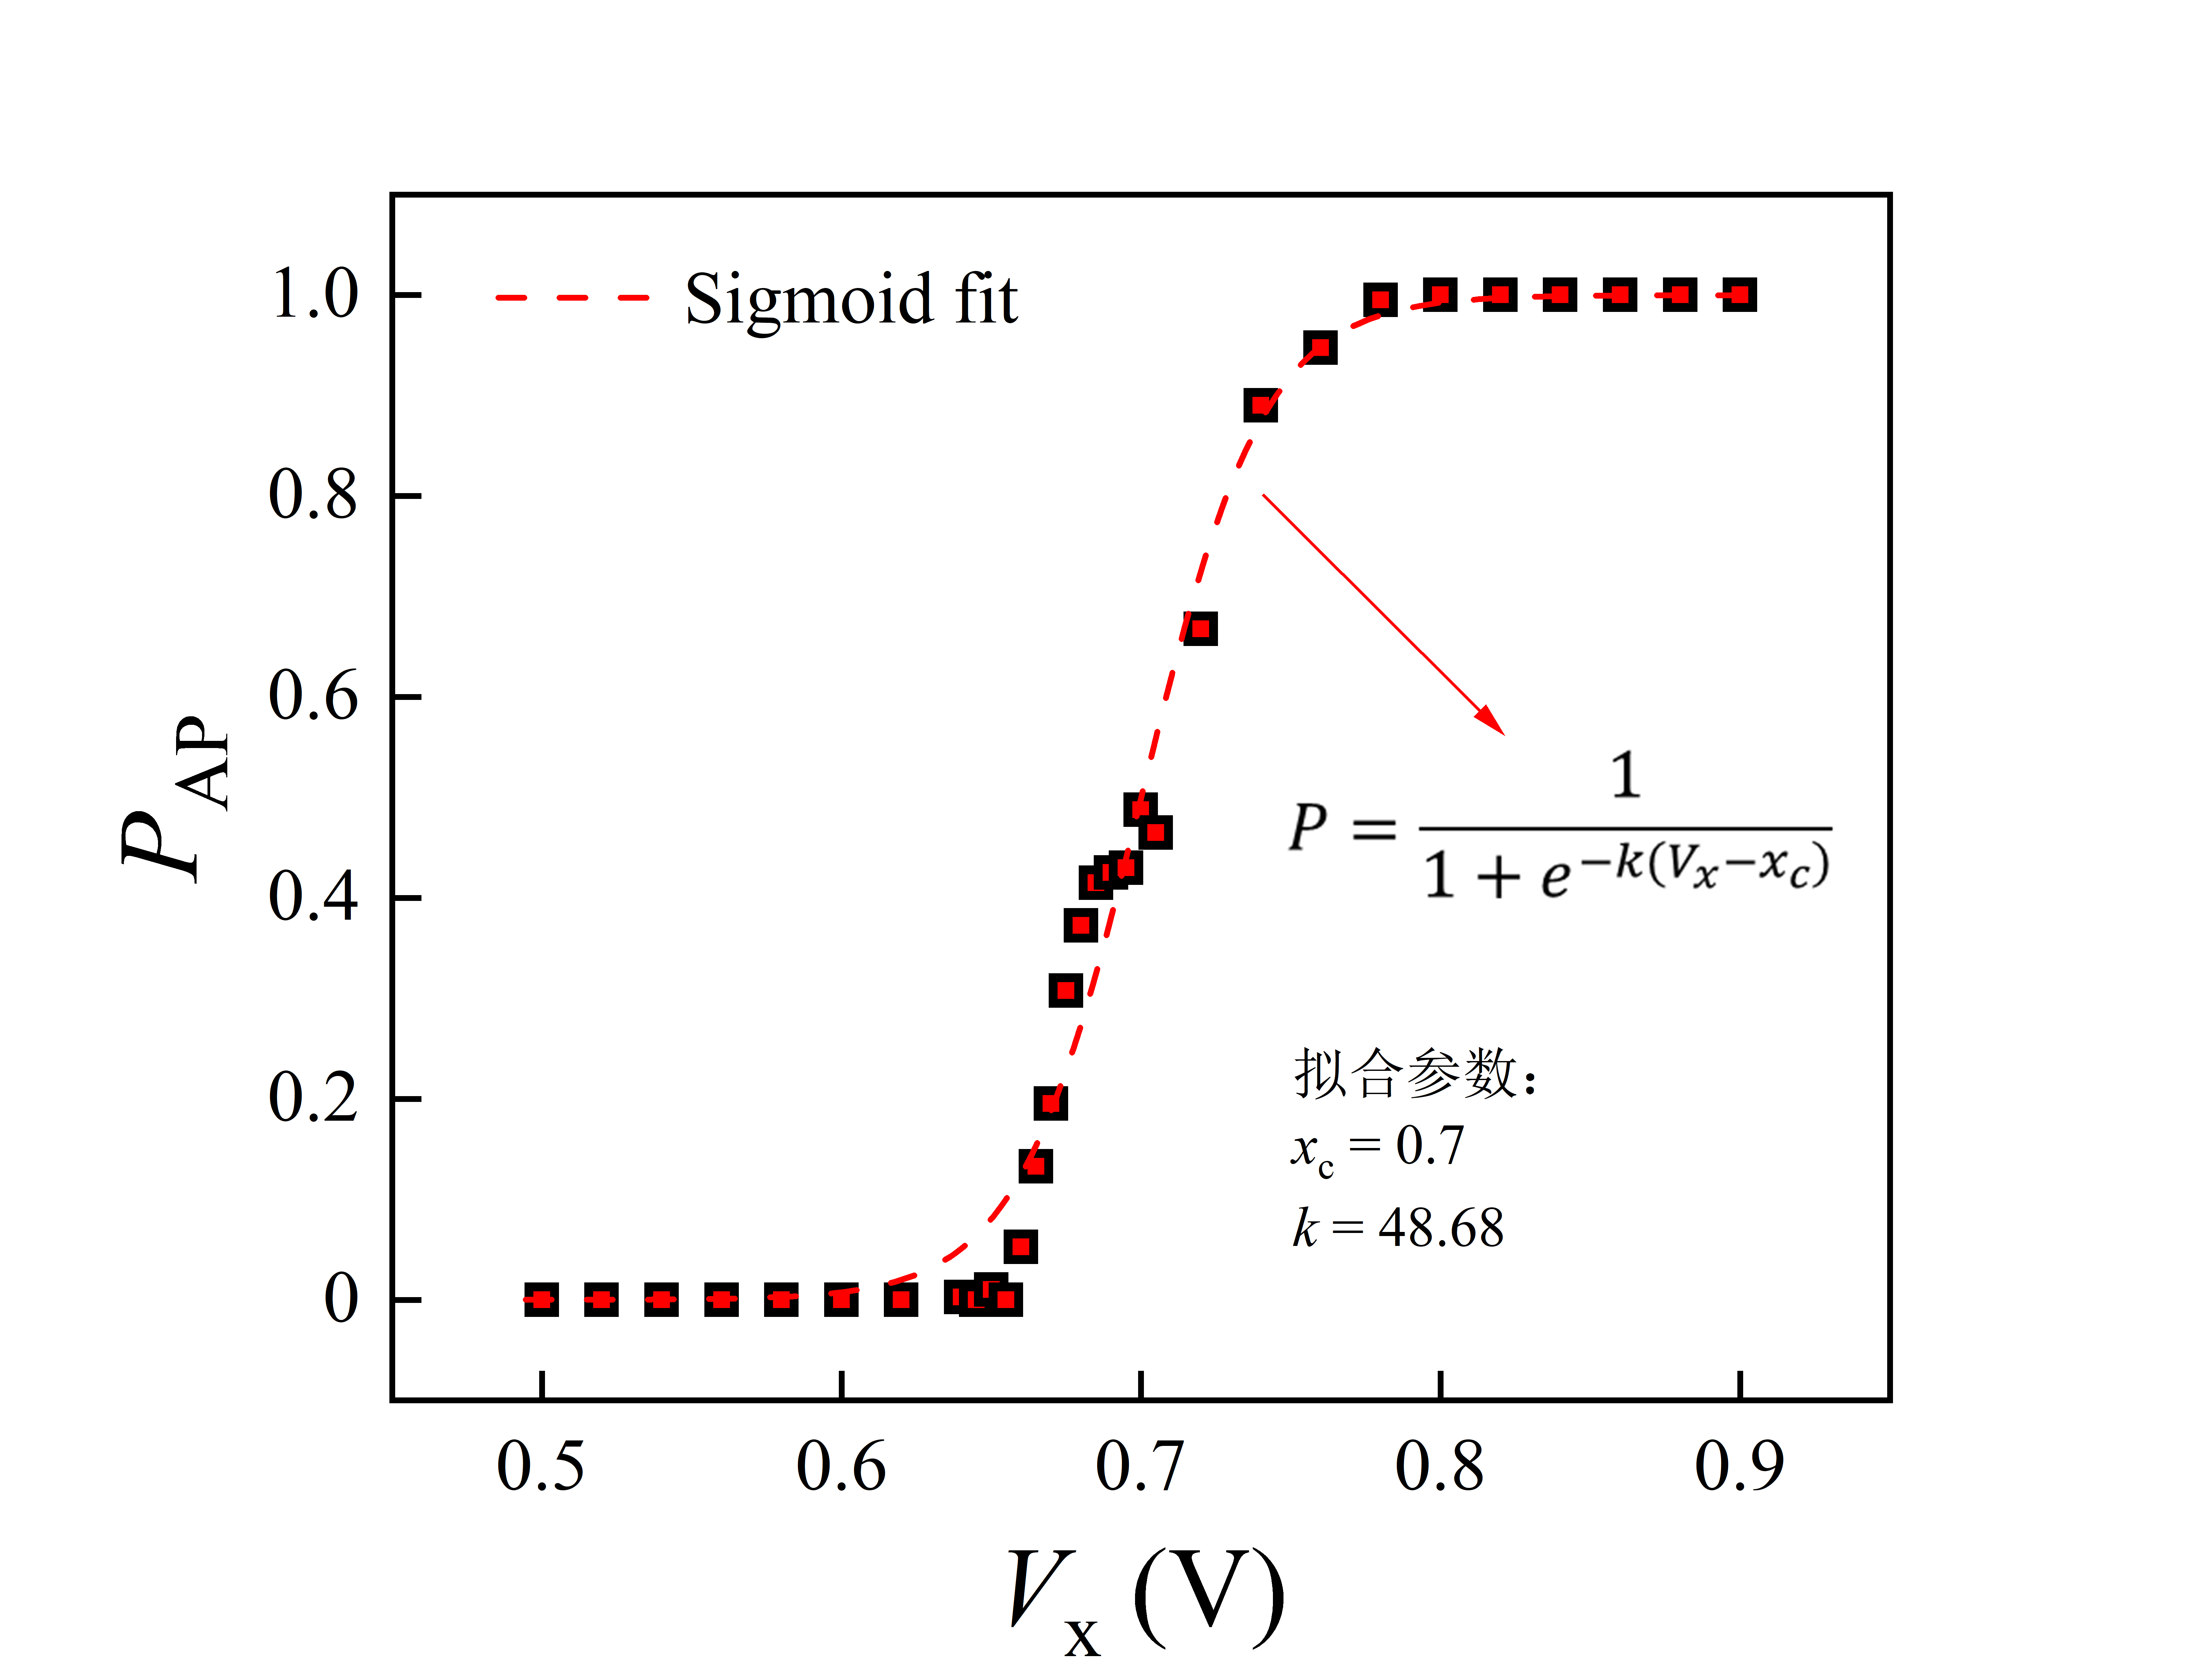 Sigmoid fit
1.0
0.8
0.6
0.4
0.2
0
P_AP
P = \frac{1}{1 + e^{-k(V_x - x_c)}}
拟合参数：
x_c = 0.7
k = 48.68
0.5 0.6 0.7 0.8 0.9
V_x (V)